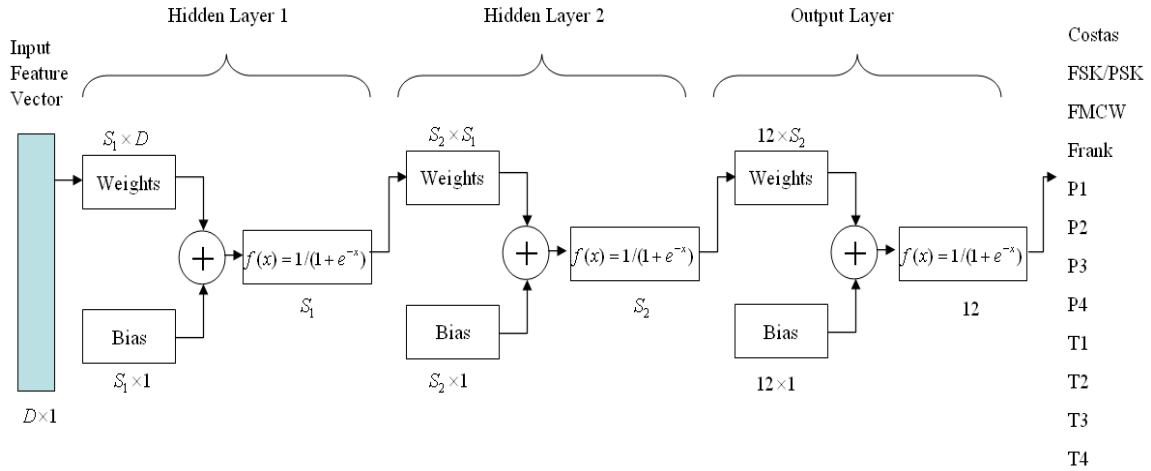 Hidden Layer 1
Hidden Layer 2
Output Layer
Input
Feature
Vector
S₁ × D
Weights
+
f(x) = 1/(1 + e⁻ˣ)
S₁
Bias
S₁ × 1
D × 1
S₂ × S₁
Weights
+
f(x) = 1/(1 + e⁻ˣ)
S₂
Bias
S₂ × 1
12 × S₂
Weights
+
f(x) = 1/(1 + e⁻ˣ)
12
Bias
12 × 1
Costas
FSK/PSK
FMCW
Frank
P1
P2
P3
P4
T1
T2
T3
T4